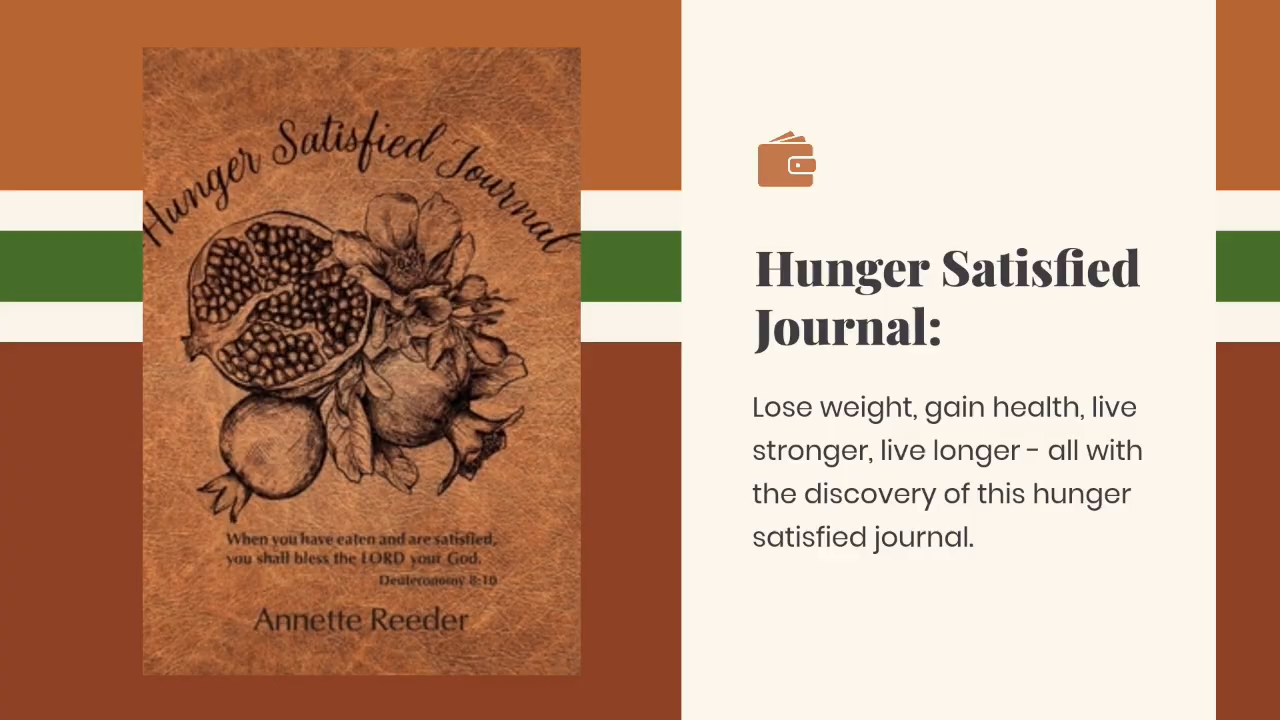 Hunger Satisfied Journal
When you have eaten and are satisfied,
you shall bless the LORD your God.
Deuteronomy 8:10
Annette Reeder
Hunger Satisfied
Journal:
Lose weight, gain health, live
stronger, live longer - all with
the discovery of this hunger
satisfied journal.